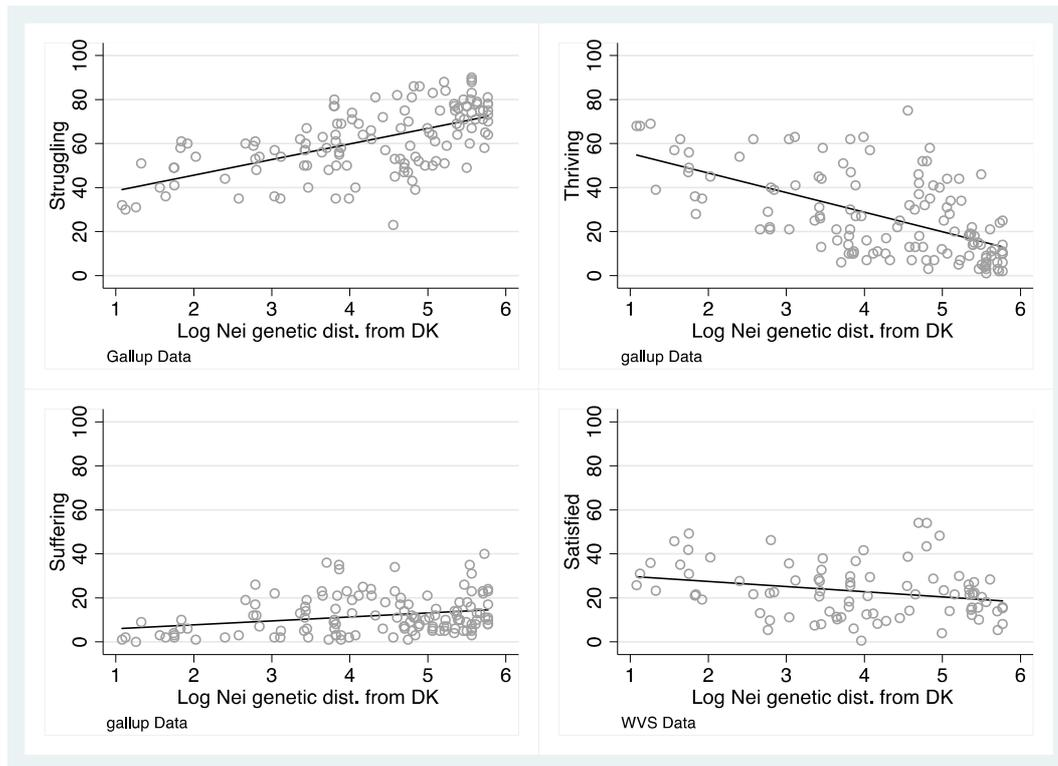 Struggling
0 20 40 60 80 100
1 2 3 4 5 6
Log Nei genetic dist. from DK
Gallup Data
Thriving
0 20 40 60 80 100
1 2 3 4 5 6
Log Nei genetic dist. from DK
gallup Data
Suffering
0 20 40 60 80 100
1 2 3 4 5 6
Log Nei genetic dist. from DK
gallup Data
Satisfied
0 20 40 60 80 100
1 2 3 4 5 6
Log Nei genetic dist. from DK
WVS Data